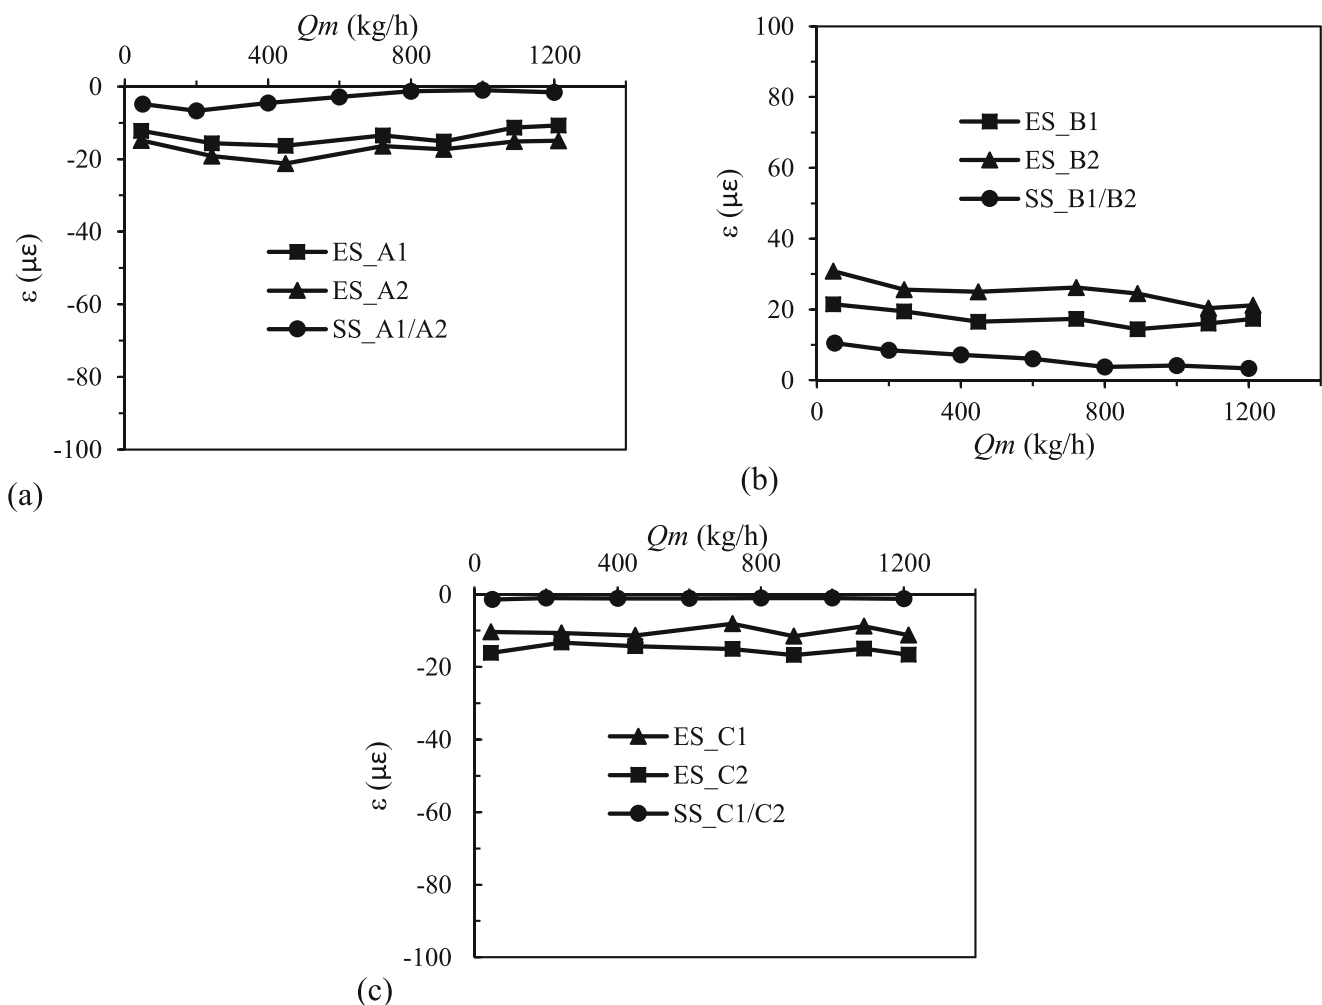 Qm (kg/h)
0 400 800 1200
0
-20
-40
-60
-80
-100
ε (με)
ES_A1
ES_A2
SS_A1/A2
(a)
100
80
60
40
20
0
ε (με)
ES_B1
ES_B2
SS_B1/B2
0 400 800 1200
Qm (kg/h)
(b)
Qm (kg/h)
0 400 800 1200
0
-20
-40
-60
-80
-100
ε (με)
ES_C1
ES_C2
SS_C1/C2
(c)